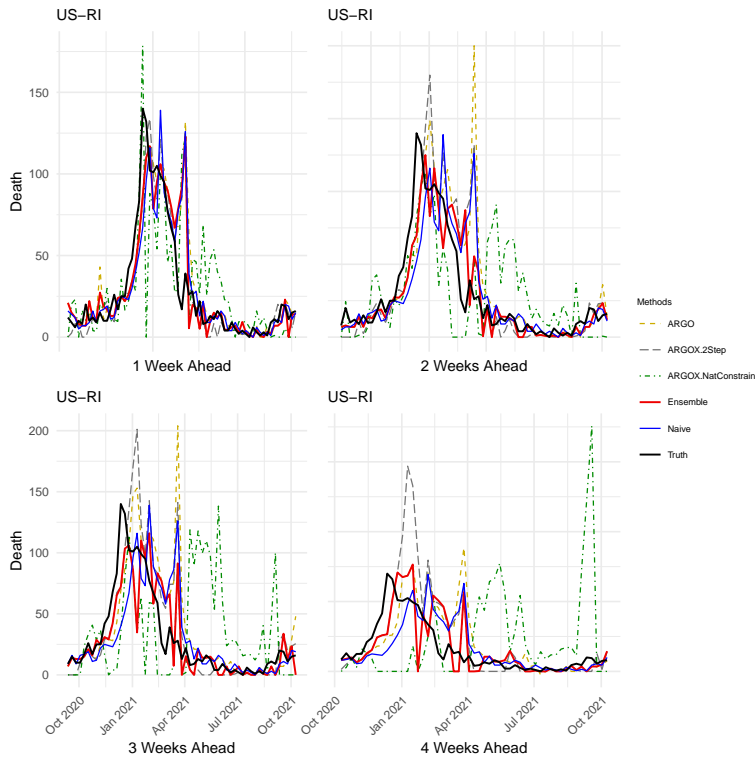 US-RI
US-RI
150
100
50
0
Death
1 Week Ahead
2 Weeks Ahead
Methods
ARGO
ARGOX.2Step
ARGOX.NatConstrain
Ensemble
Naive
Truth
US-RI
US-RI
200
150
100
50
0
Death
Oct 2020
Jan 2021
Apr 2021
Jul 2021
Oct 2021
Oct 2020
Jan 2021
Apr 2021
Jul 2021
Oct 2021
3 Weeks Ahead
4 Weeks Ahead